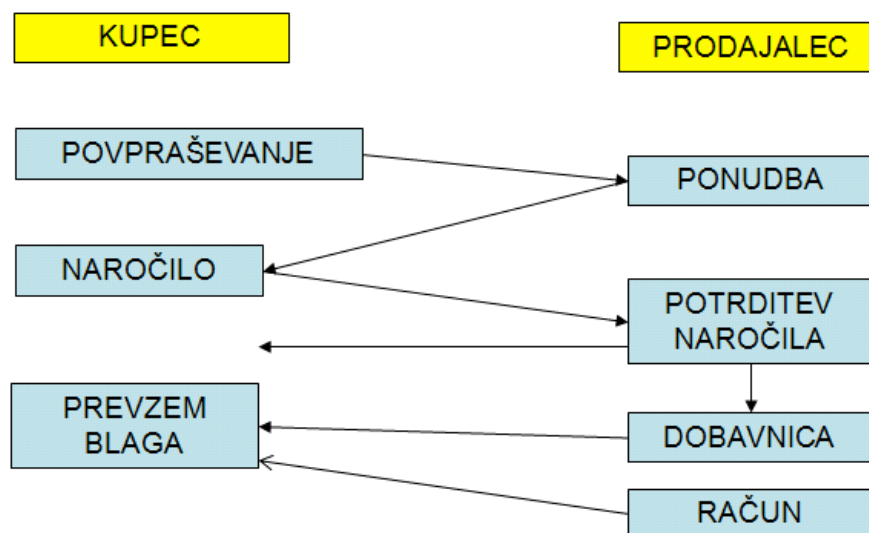 KUPEC
PRODAJALEC
POVPRAŠEVANJE
PONUDBA
NAROČILO
POTRDITEV
NAROČILA
PREVZEM
BLAGA
DOBAVNICA
RAČUN